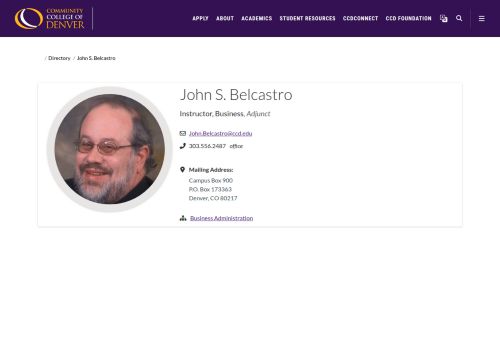 COMMUNITY
COLLEGE OF
DENVER
APPLY ABOUT ACADEMICS STUDENT RESOURCES CCDCONNECT CCD FOUNDATION
/ Directory / John S. Belcastro
John S. Belcastro
Instructor, Business, Adjunct
John.Belcastro@ccd.edu
303.556.2487 office
Mailing Address:
Campus Box 900
P.O. Box 173363
Denver, CO 80217
Business Administration